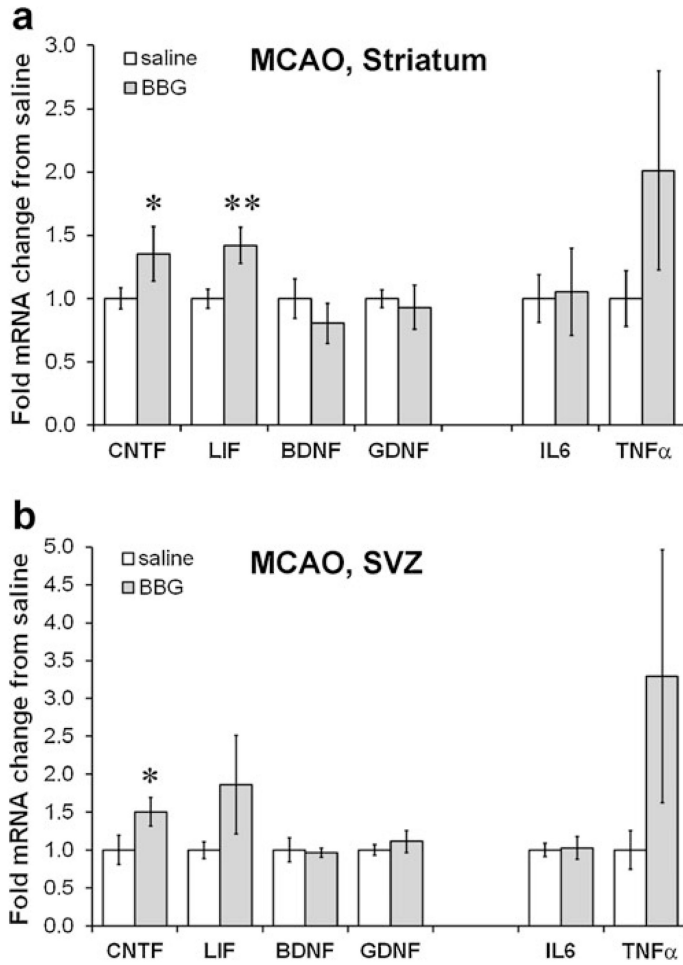 a
MCAO, Striatum
saline
BBG
Fold mRNA change from saline
3.0
2.5
2.0
1.5
1.0
0.5
0.0
*
**
CNTF LIF BDNF GDNF IL6 TNFα
b
MCAO, SVZ
saline
BBG
Fold mRNA change from saline
5.0
4.5
4.0
3.5
3.0
2.5
2.0
1.5
1.0
0.5
0.0
*
CNTF LIF BDNF GDNF IL6 TNFα